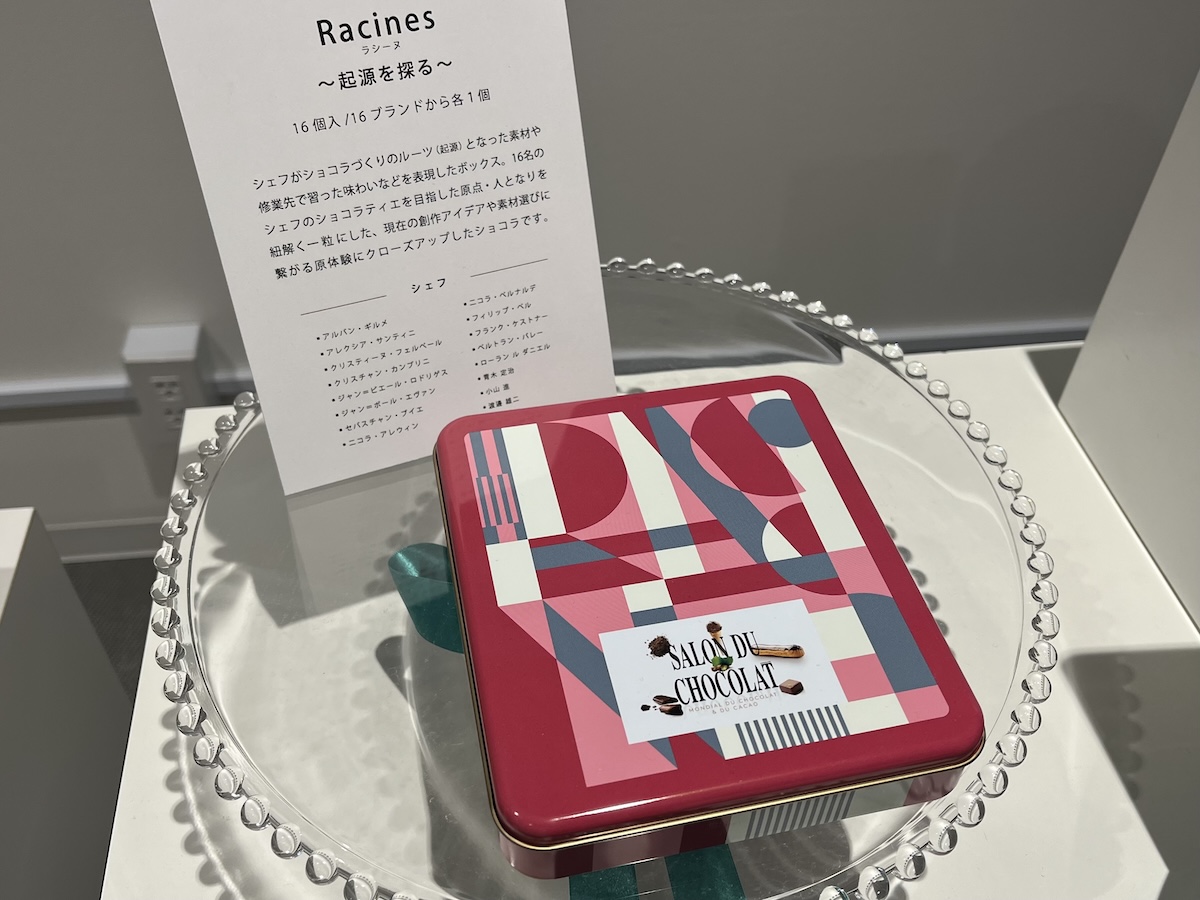 Racines
ラシーヌ
～起源を探る～
16個入/16ブランドから各1個
シェフがショコラづくりのルーツ(起源)となった素材や
修業先で習った味わいなどを表現したボックス。16名の
シェフのショコラティエを目指した原点・人となりを
紐解く一粒にした、現在の創作アイデアや素材選びに
繋がる原体験にクローズアップしたショコラです。
シェフ
•アルバン・ギルメ
•アレクシア・サンティニ
•クリスティーヌ・フェルベール
•クリスチャン・カンブリニ
•ジャン=ピエール・ロドリゲス
•ジャン=ポール・エヴァン
•セバスチャン・ブイエ
•ニコラ・アレウィン
•ニコラ・ベルナルデ
•フィリップ・ベル
•フランク・ケストナー
•ベルトラン・バレー
•ローラン ル ダニエル
•青木 定治
•小山 進
•渡邊 誠二
SALON DU
CHOCOLAT
MONDIAL DU CHOCOLAT
& DU CACAO